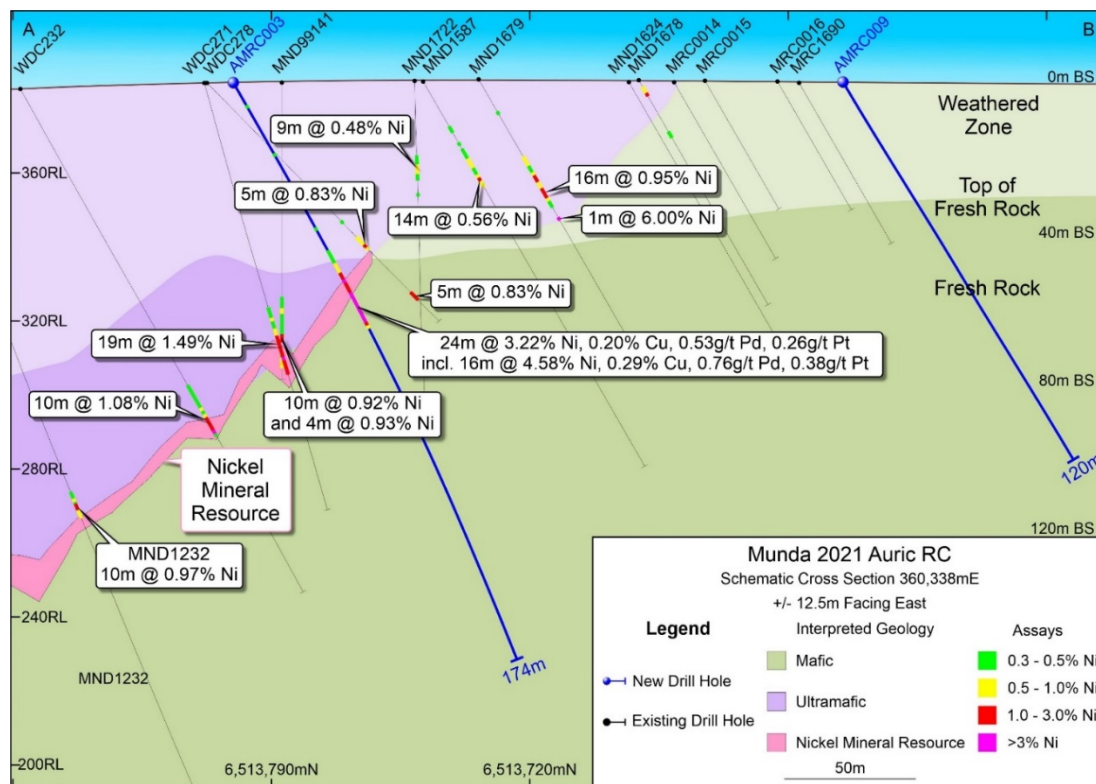 A
B
WDC232
WDC271
WDC278
AMRC003
MND99141
MND1722
MND1587
MND1679
MND1624
MND1678
MRC0014
MRC0015
MRC0016
MRC1690
AMRC009
0m BS
Weathered
Zone
9m @ 0.48% Ni
360RL
5m @ 0.83% Ni
16m @ 0.95% Ni
14m @ 0.56% Ni
1m @ 6.00% Ni
Top of
Fresh Rock
40m BS
Fresh Rock
5m @ 0.83% Ni
320RL
19m @ 1.49% Ni
24m @ 3.22% Ni, 0.20% Cu, 0.53g/t Pd, 0.26g/t Pt
incl. 16m @ 4.58% Ni, 0.29% Cu, 0.76g/t Pd, 0.38g/t Pt
80m BS
10m @ 1.08% Ni
10m @ 0.92% Ni
and 4m @ 0.93% Ni
280RL
Nickel
Mineral
Resource
120m
120m BS
MND1232
10m @ 0.97% Ni
240RL
MND1232
174m
200RL
6,513,790mN
6,513,720mN
Munda 2021 Auric RC
Schematic Cross Section 360,338mE
+/- 12.5m Facing East
Legend
New Drill Hole
Existing Drill Hole
Interpreted Geology
Mafic
Ultramafic
Nickel Mineral Resource
Assays
0.3 - 0.5% Ni
0.5 - 1.0% Ni
1.0 - 3.0% Ni
>3% Ni
50m